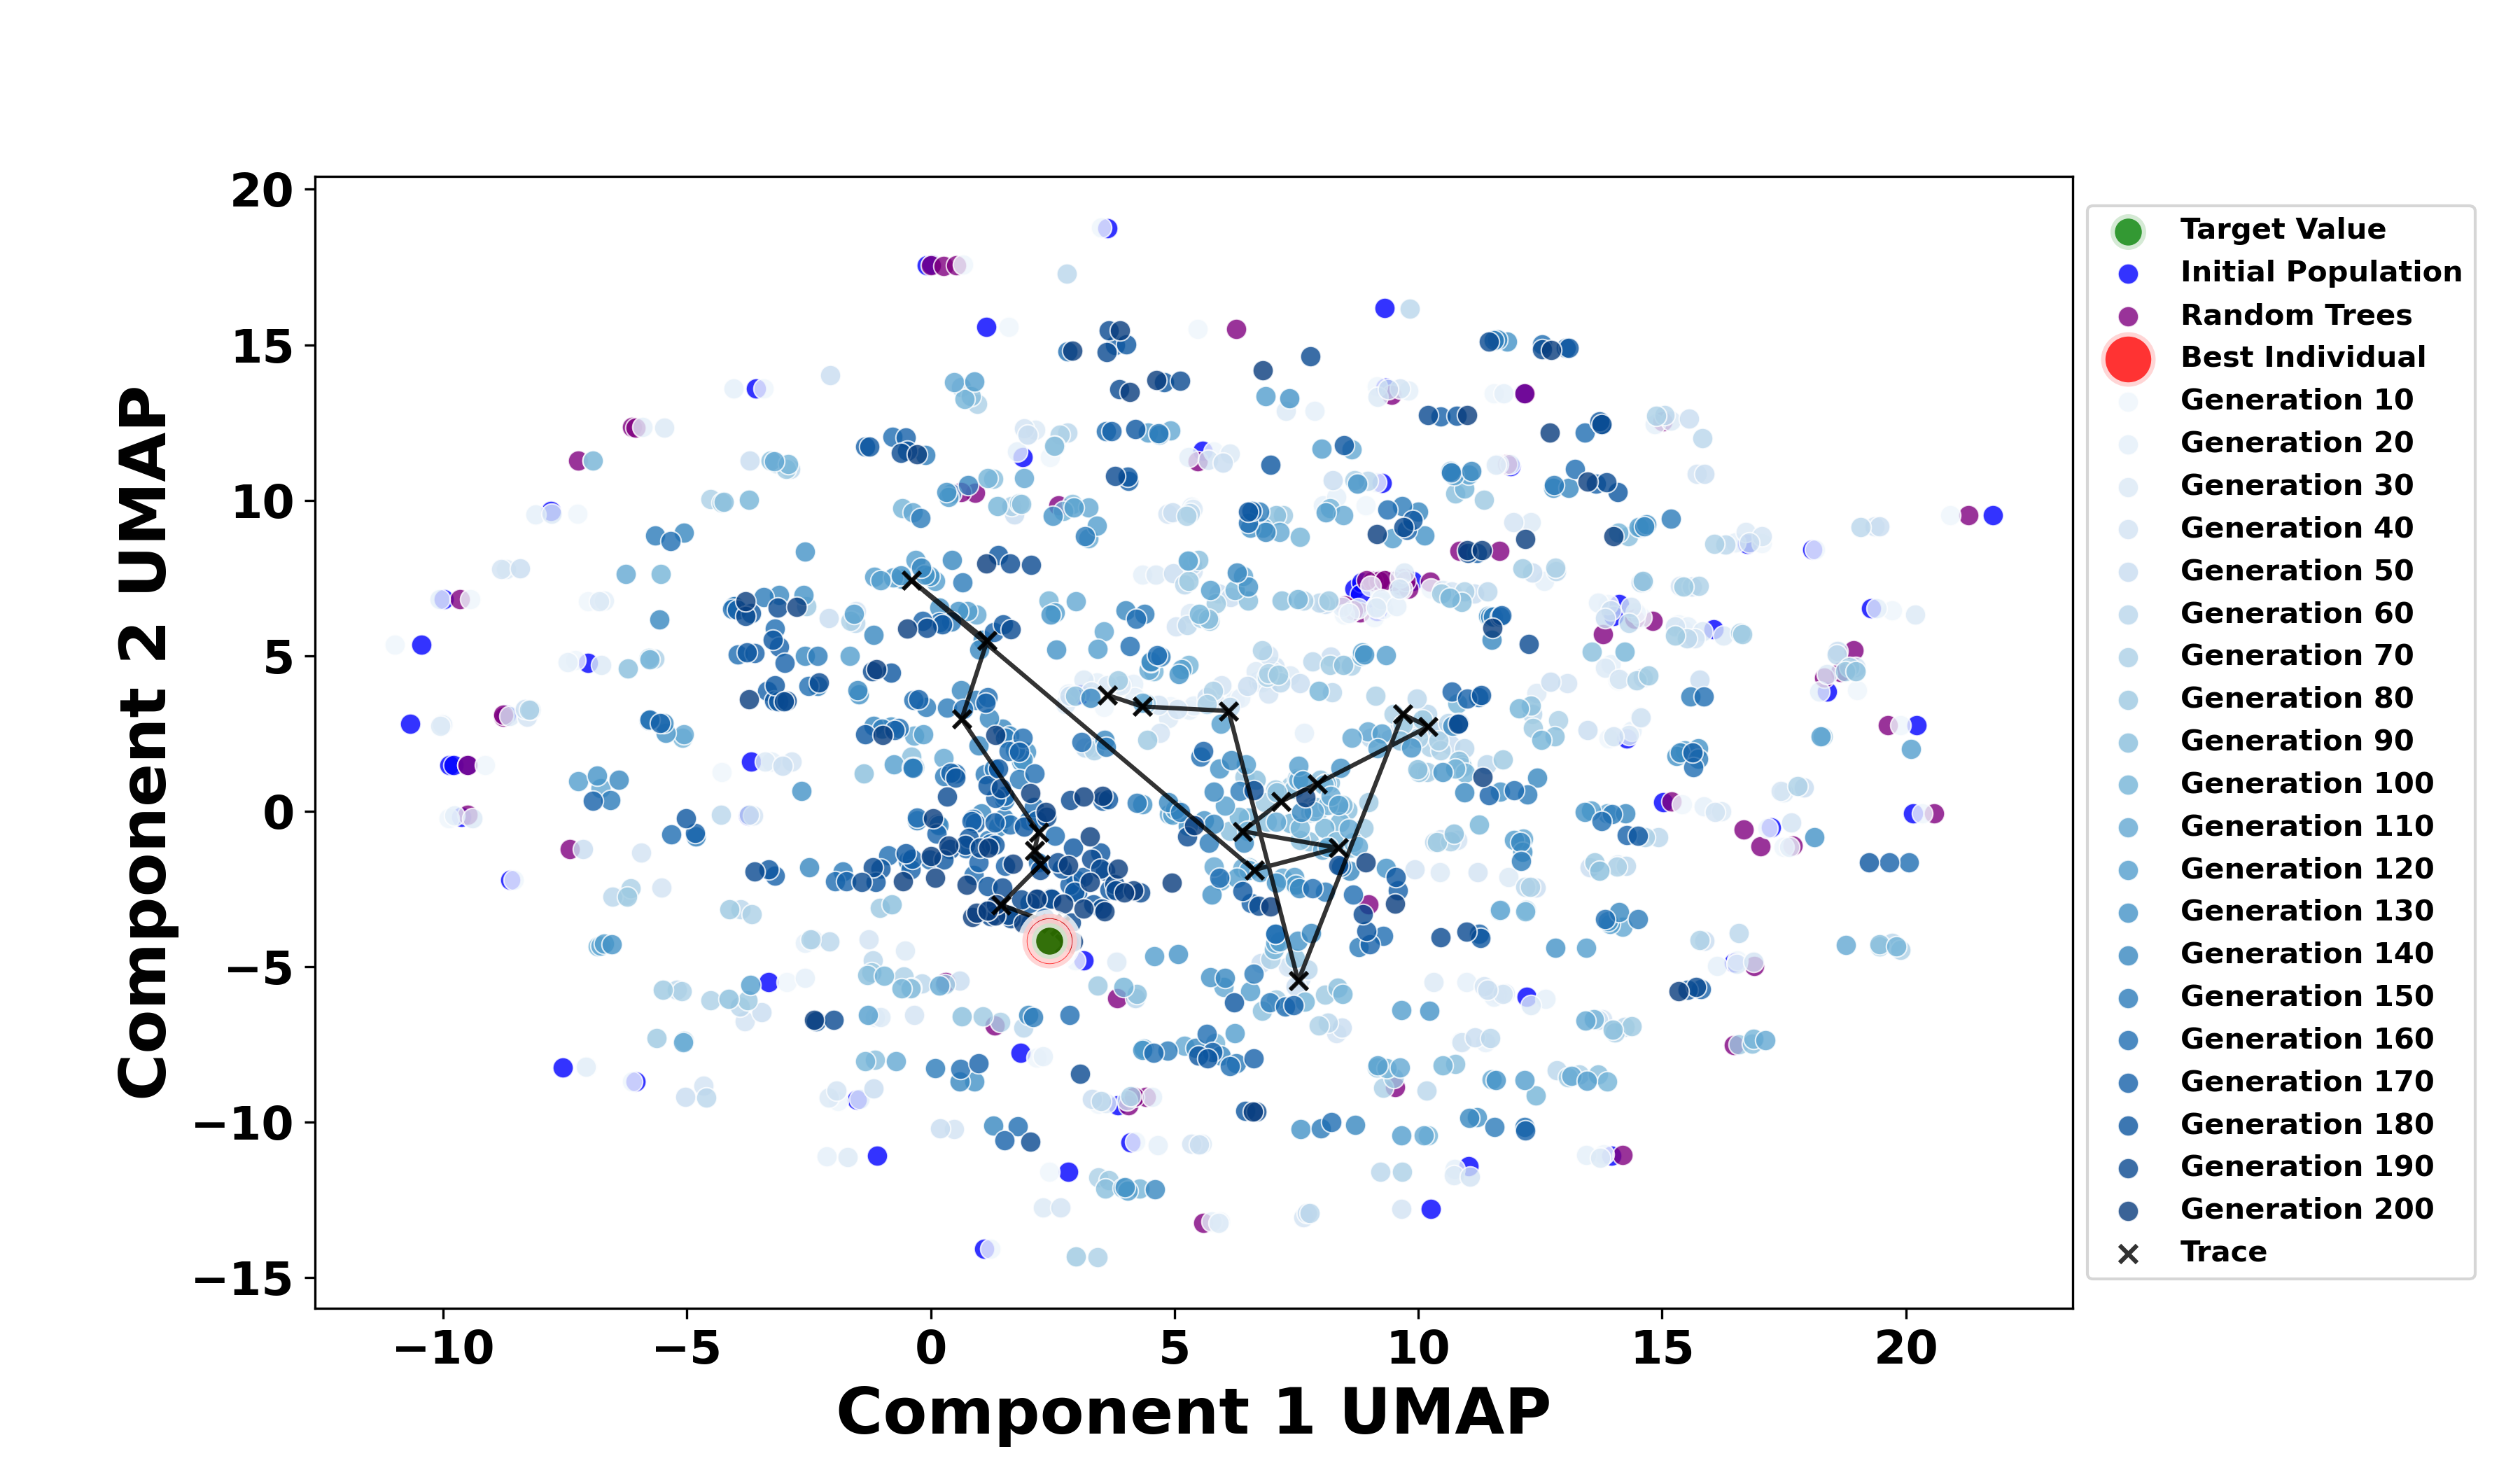 20
15
10
5
0
−5
−10
−15
Component 2 UMAP
−10
−5
0
5
10
15
20
Component 1 UMAP
Target Value
Initial Population
Random Trees
Best Individual
Generation 10
Generation 20
Generation 30
Generation 40
Generation 50
Generation 60
Generation 70
Generation 80
Generation 90
Generation 100
Generation 110
Generation 120
Generation 130
Generation 140
Generation 150
Generation 160
Generation 170
Generation 180
Generation 190
Generation 200
Trace